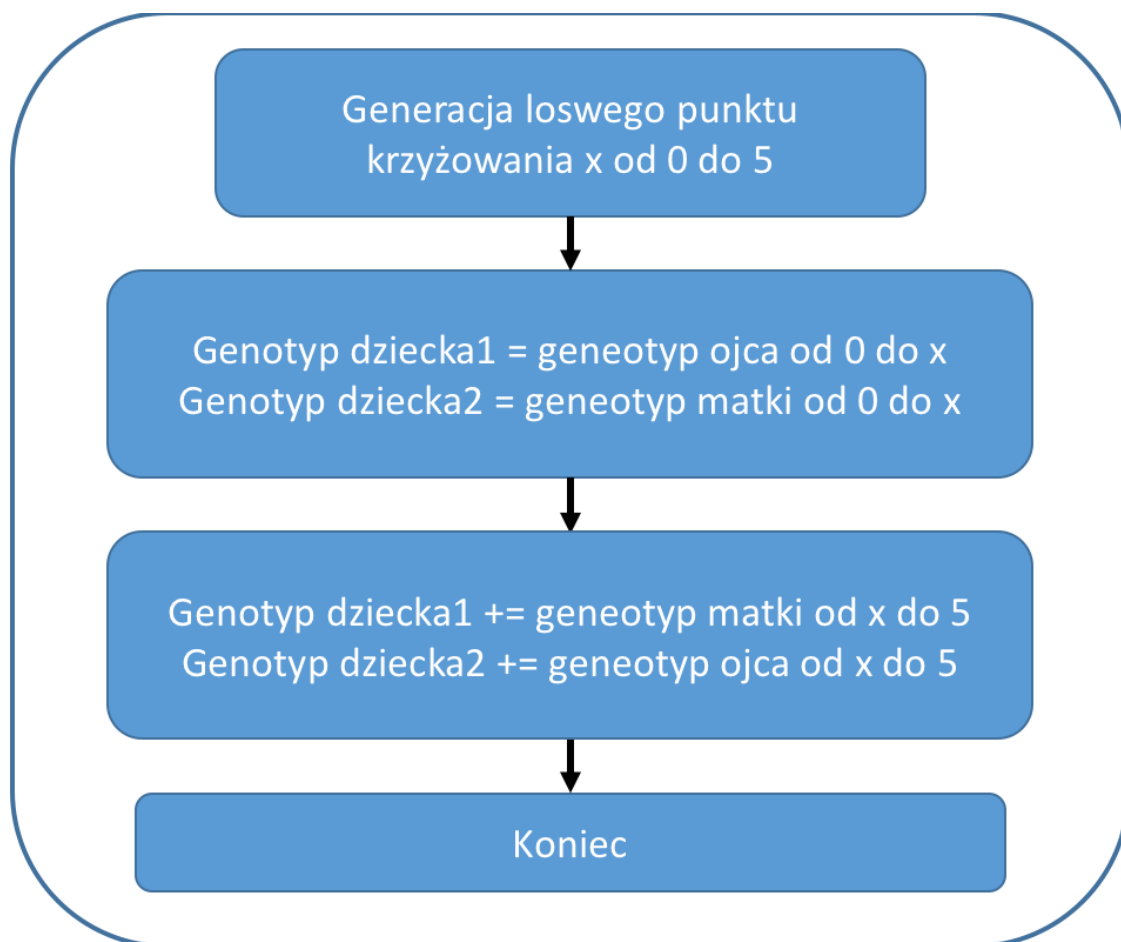 Generacja loswego punktu
krzyżowania x od 0 do 5
Genotyp dziecka1 = geneotyp ojca od 0 do x
Genotyp dziecka2 = geneotyp matki od 0 do x
Genotyp dziecka1 += geneotyp matki od x do 5
Genotyp dziecka2 += geneotyp ojca od x do 5
Koniec